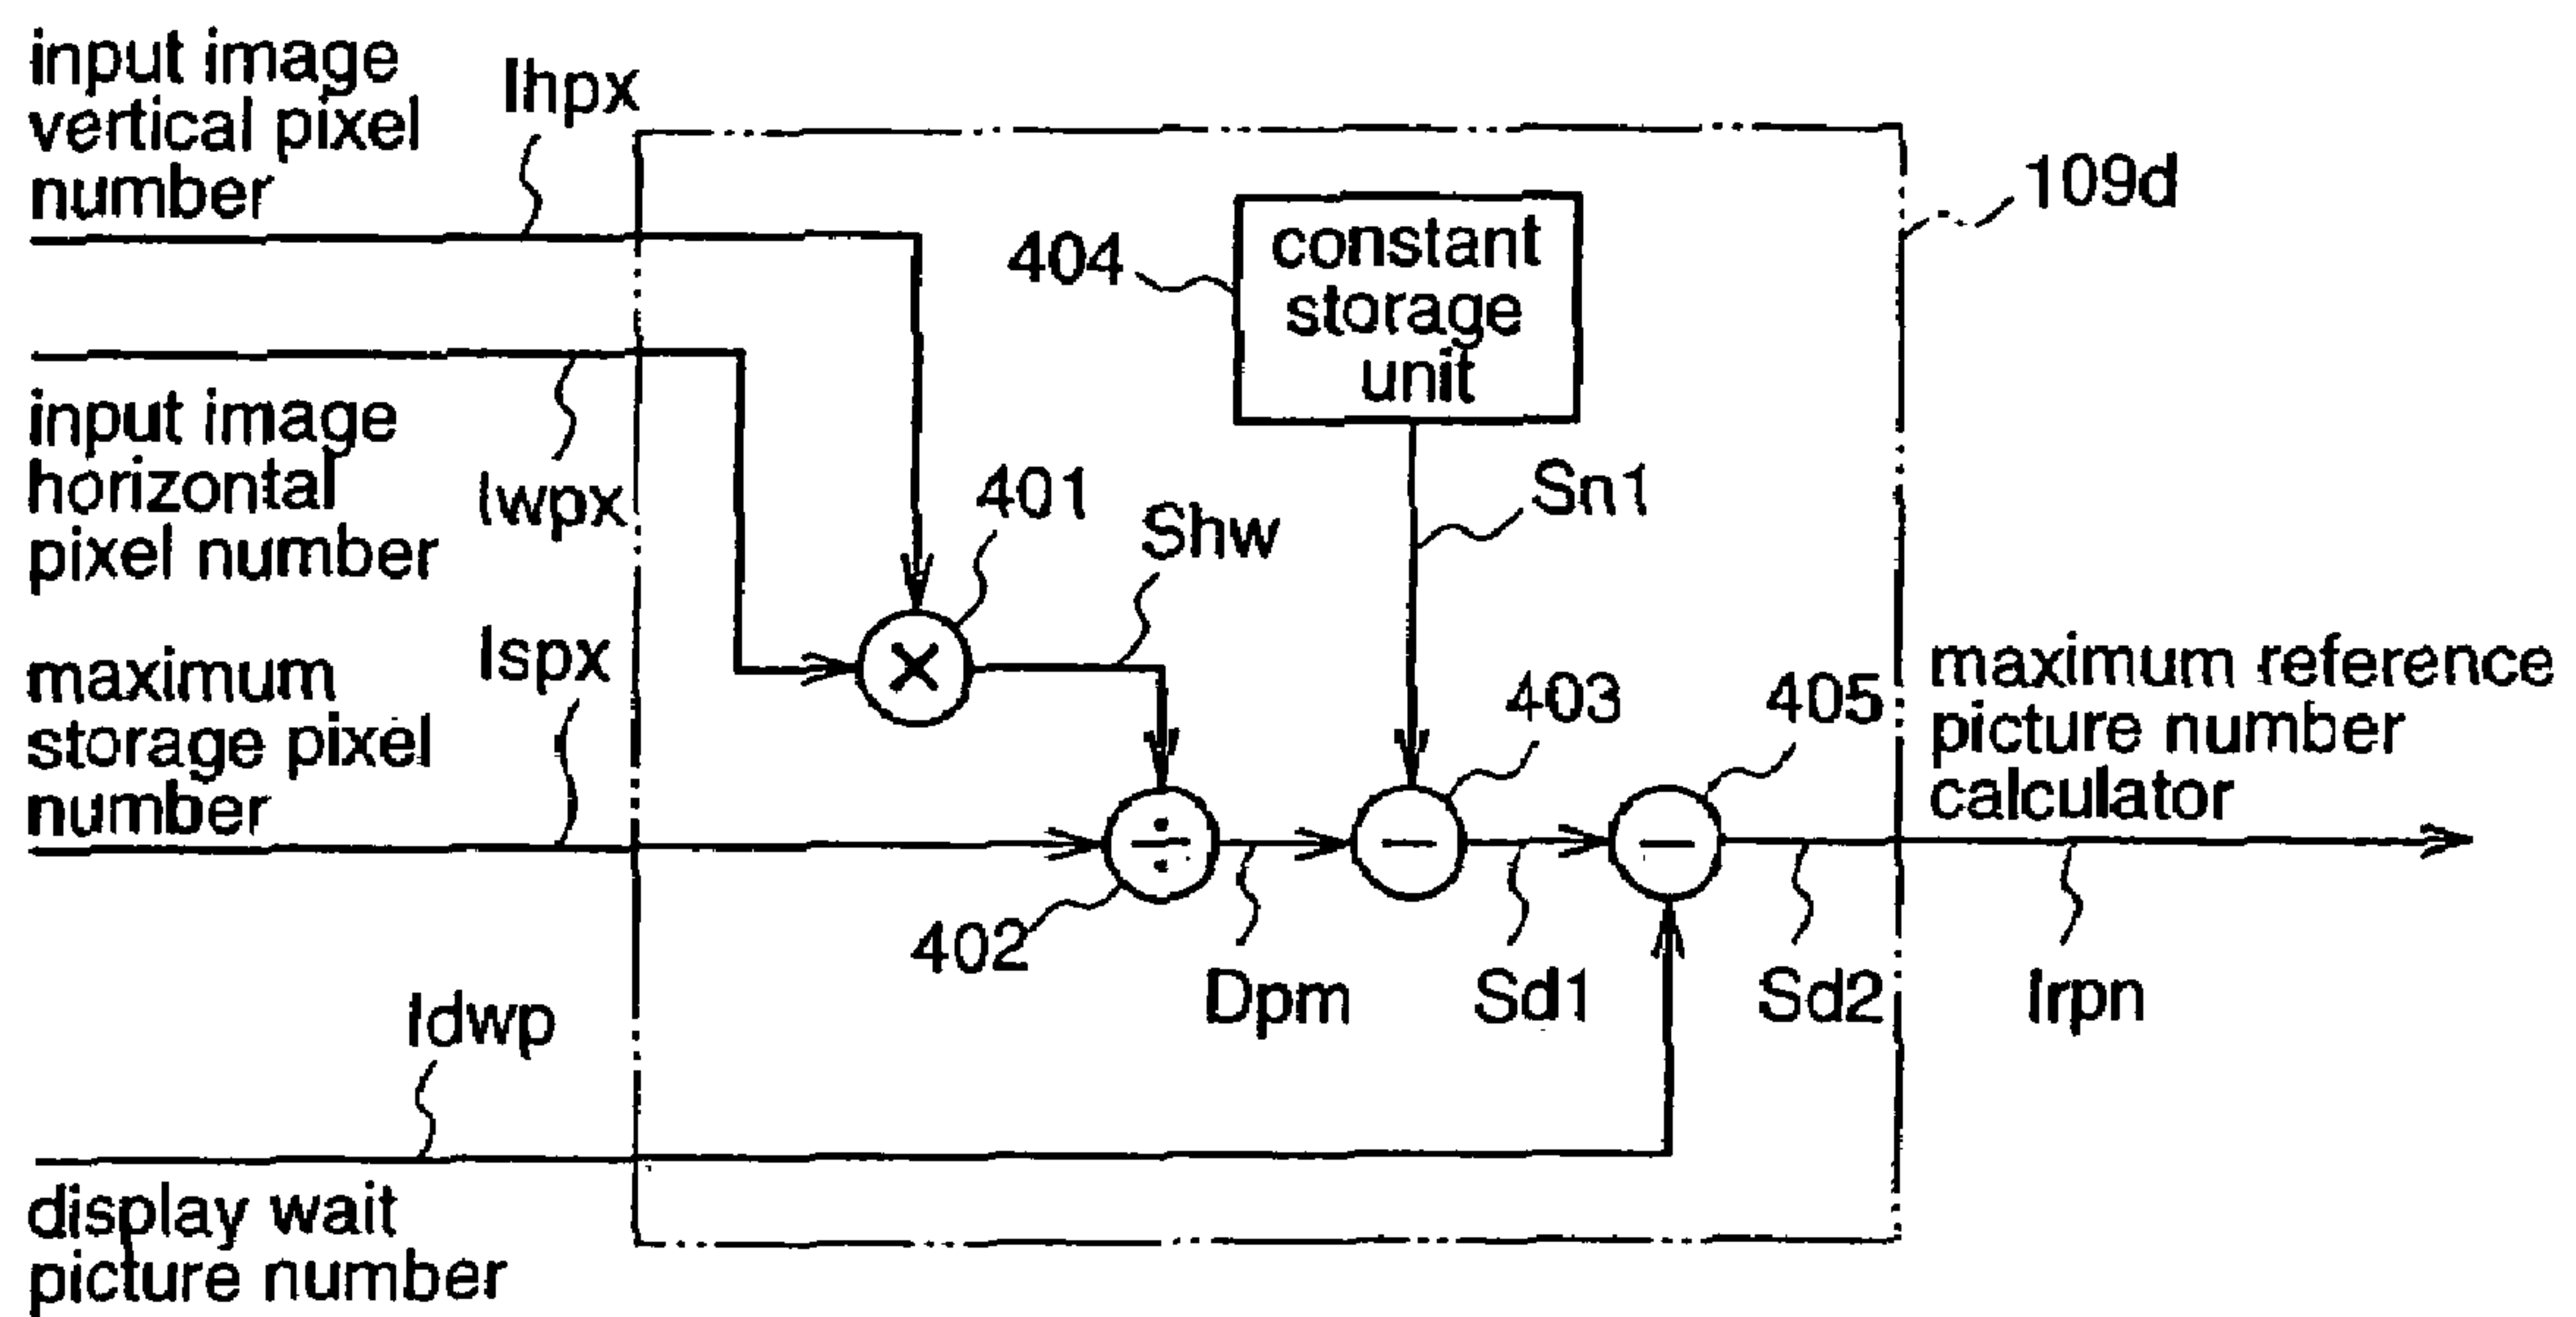 input image
vertical pixel
number
Ihpx
109d
404
constant
storage
unit
input image
horizontal
pixel number
Iwpx
401
Shw
Sn1
×
maximum
storage pixel
number
Ispx
403
405
maximum reference
picture number
calculator
÷
−
−
402
Dpm
Sd1
Sd2
Irpn
Idwp
display wait
picture number